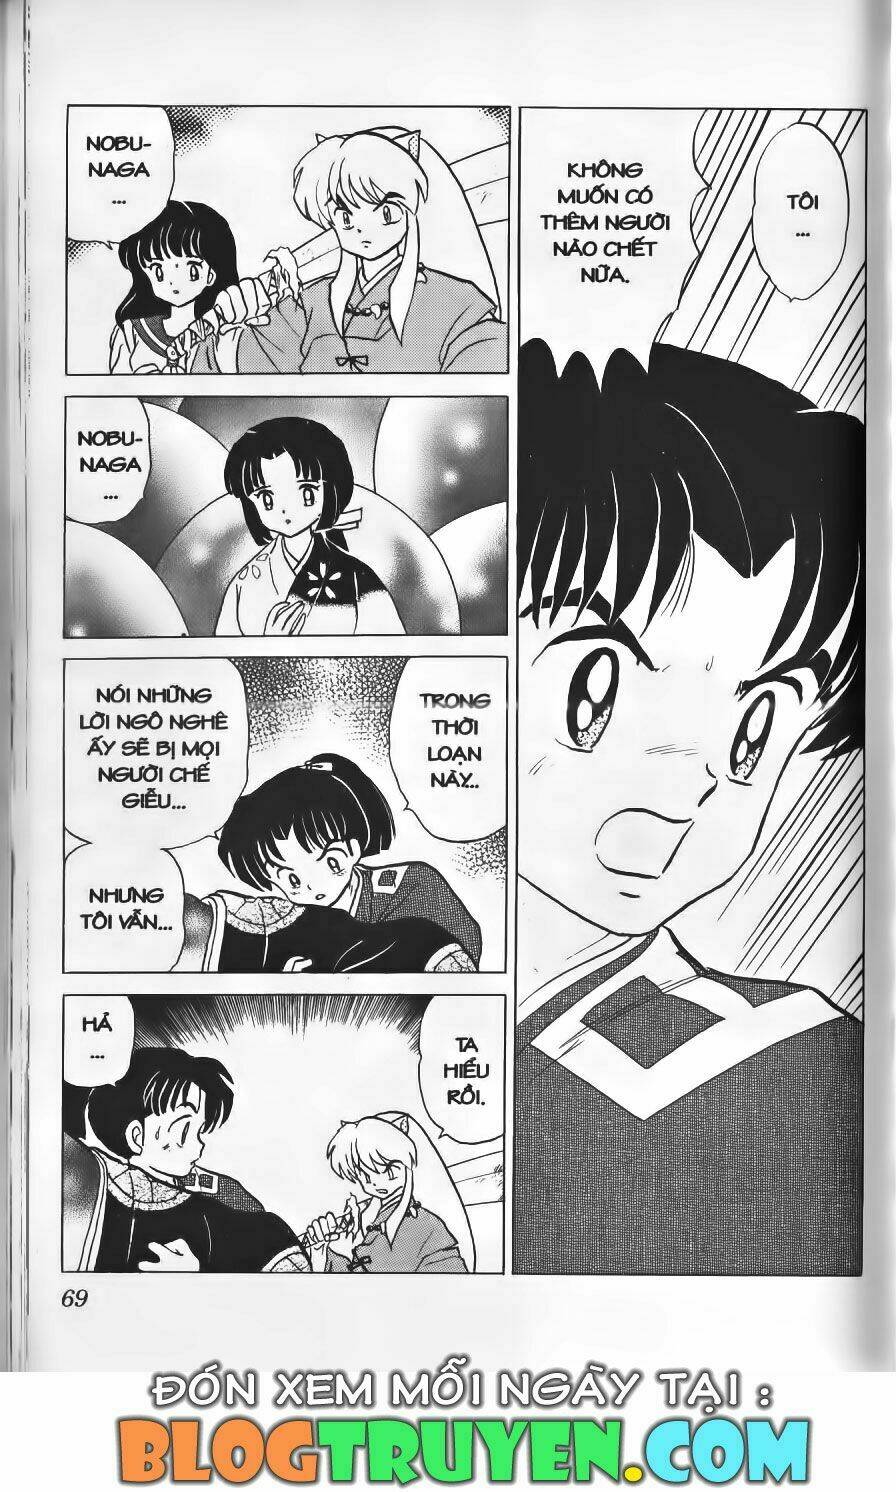 TÔI
...
KHÔNG
MUỐN CÓ
THÊM NGƯỜI
NÀO CHẾT
NỮA.
NOBU-
NAGA
...
NOBU-
NAGA
...
TRONG
THỜI
LOẠN
NÀY...
NÓI NHỮNG
LỜI NGÔ NGHÊ
ẤY SẼ BỊ MỌI
NGƯỜI CHẾ
GIỄU...
NHƯNG
TÔI VẪN...
TA
HIỂU
RỒI.
HẢ
...
69
ĐÓN XEM MỖI NGÀY TẠI :
BLOGTRUYEN.COM